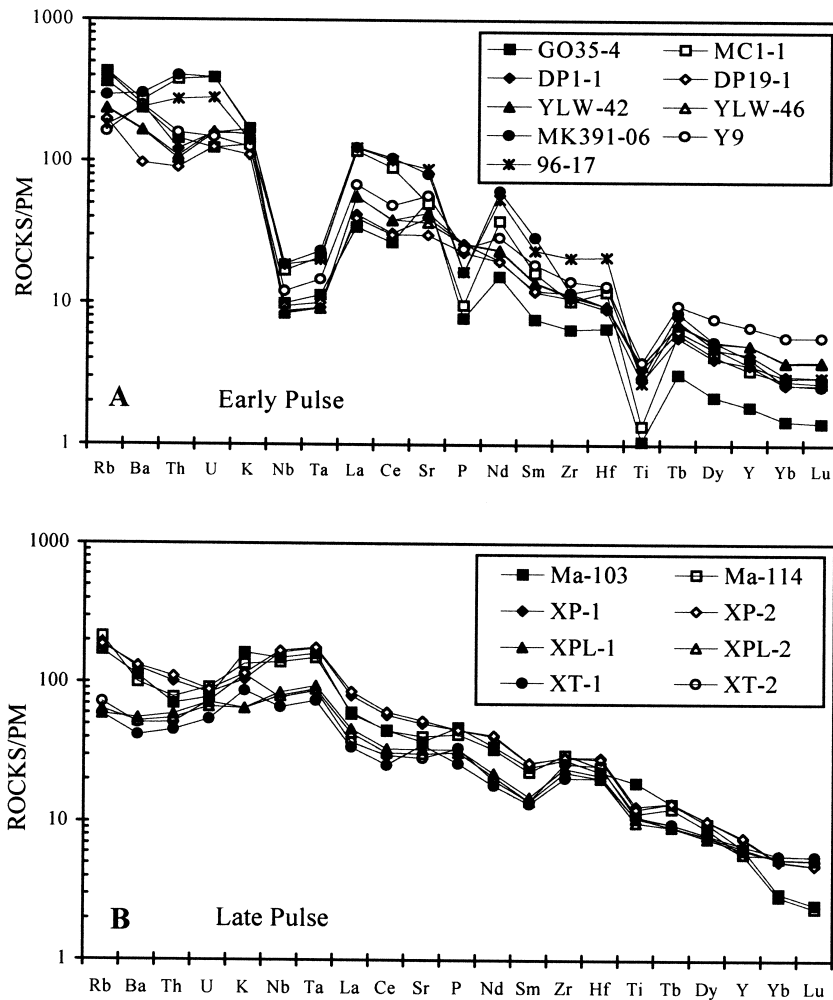 1000
100
10
1
ROCKS/PM
GO35-4 MC1-1
DP1-1 DP19-1
YLW-42 YLW-46
MK391-06 Y9
96-17
A Early Pulse
Rb Ba Th U K Nb Ta La Ce Sr P Nd Sm Zr Hf Ti Tb Dy Y Yb Lu
1000
100
10
1
ROCKS/PM
Ma-103 Ma-114
XP-1 XP-2
XPL-1 XPL-2
XT-1 XT-2
B Late Pulse
Rb Ba Th U K Nb Ta La Ce Sr P Nd Sm Zr Hf Ti Tb Dy Y Yb Lu